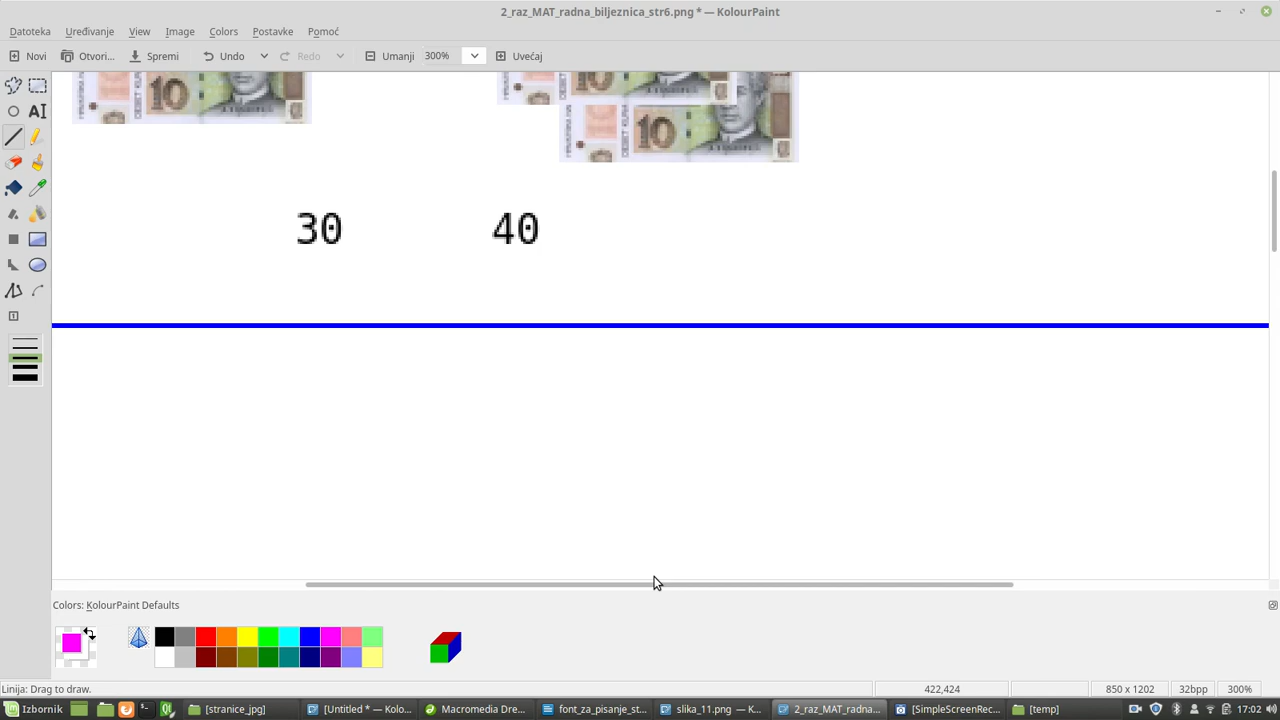 2_raz_MAT_radna_biljeznica_str6.png * — KolourPaint
Datoteka Uređivanje View Image Colors Postavke Pomoć
Novi Otvori... Spremi Undo Redo Umanji 300% Uvećaj
10 10
10
30 40
Colors: KolourPaint Defaults
Linija: Drag to draw. 422,424 850 x 1202 32bpp 300%
Izbornik [stranice_jpg] [Untitled * — Kolo... Macromedia Dre... font_za_pisanje_st... slika_11.png — K... 2_raz_MAT_radna... [SimpleScreenRec... [temp] 17:02